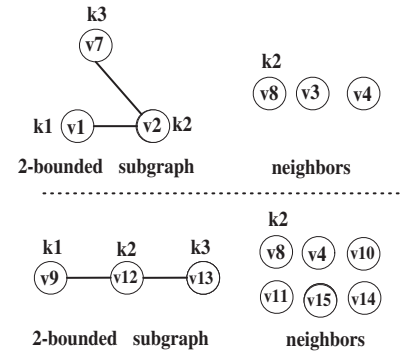 k3
v7
k2
v8 v3 v4
k1 v1 v2 k2
2-bounded subgraph neighbors
k2
k1 k2 k3
v8 v4 v10
v9 v12 v13
v11 v15 v14
2-bounded subgraph neighbors